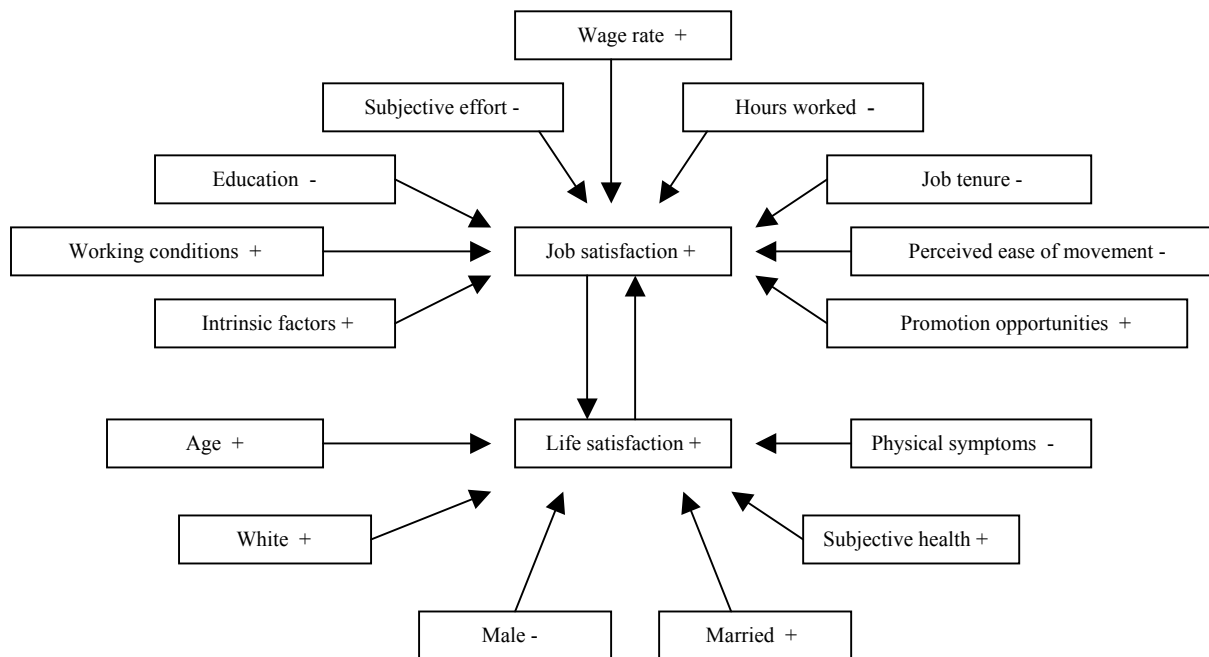 Wage rate +
Subjective effort -
Hours worked -
Education -
Job tenure -
Working conditions +
Job satisfaction +
Perceived ease of movement -
Intrinsic factors +
Promotion opportunities +
Age +
Life satisfaction +
Physical symptoms -
White +
Subjective health +
Male -
Married +